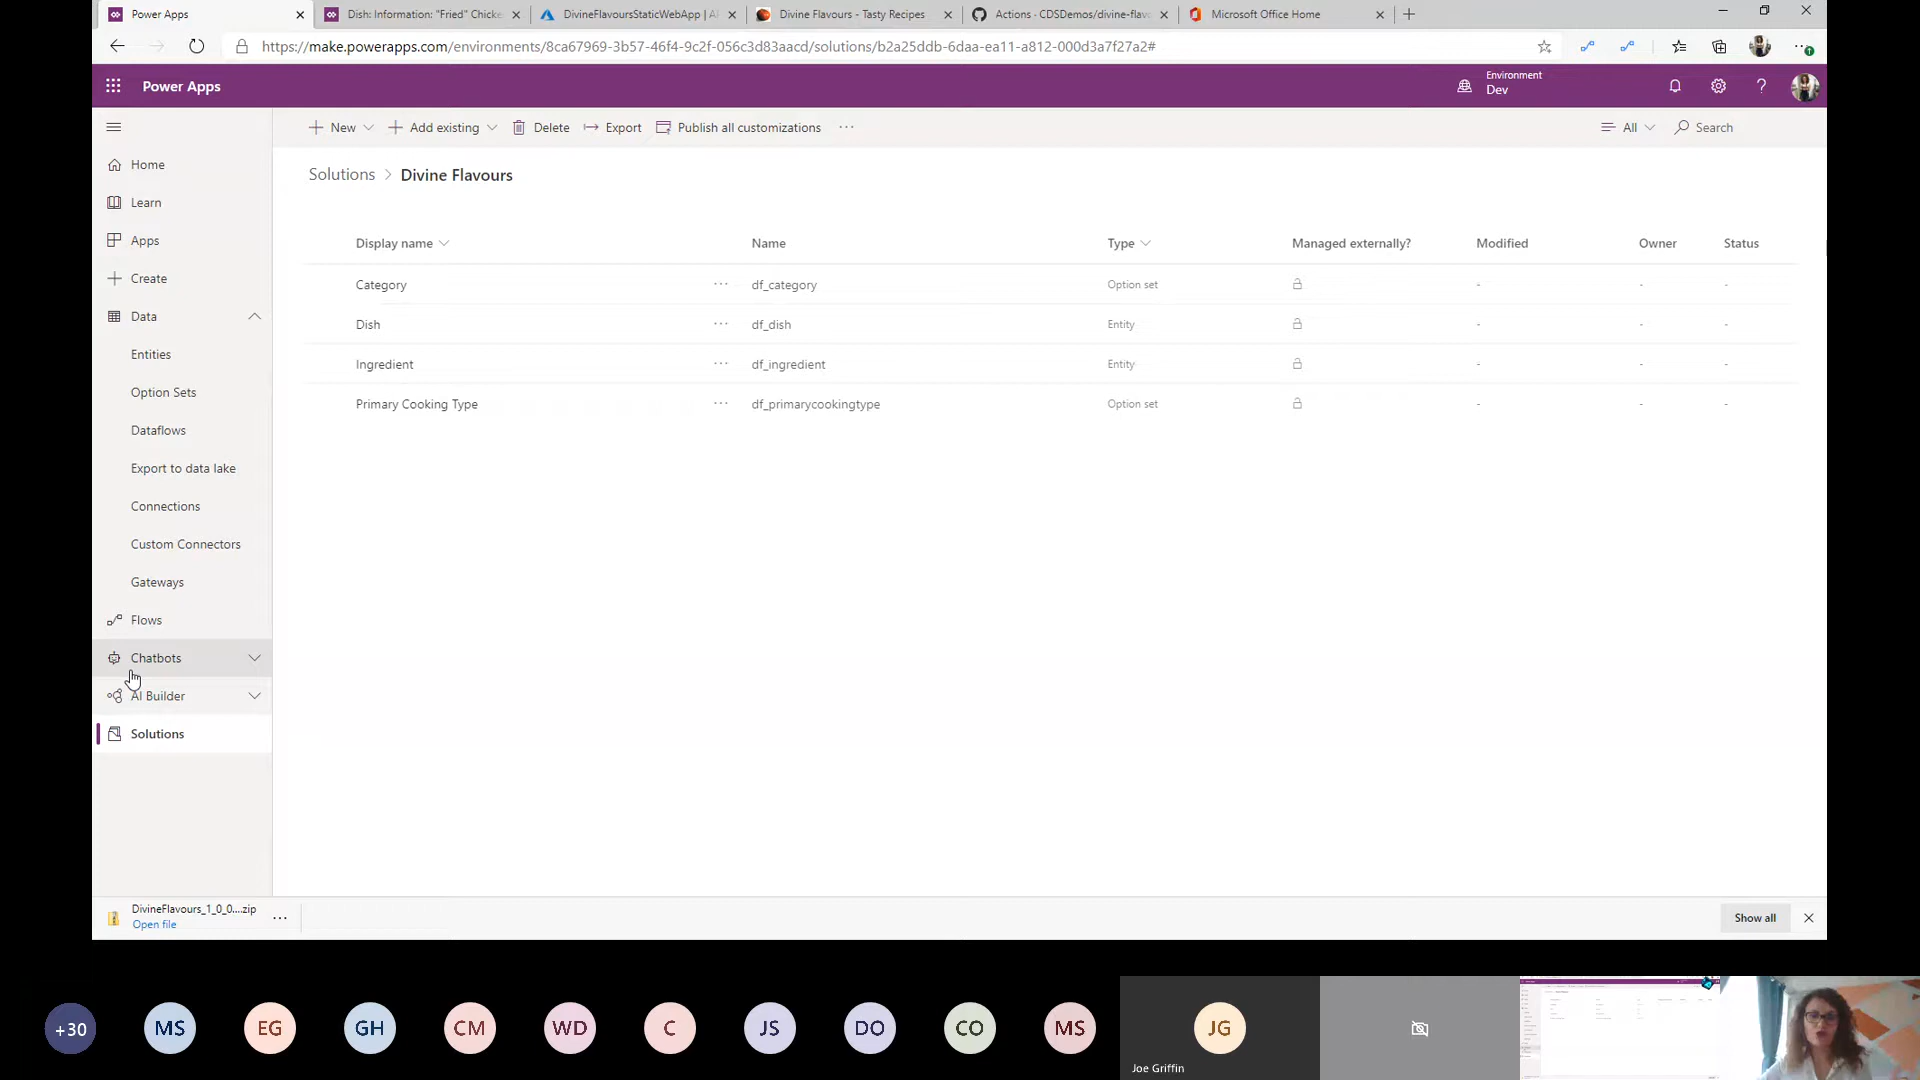 Power Apps
Dish: Information: "Fried" Chicke
DivineFlavoursStaticWebApp | A
Divine Flavours - Tasty Recipes
Actions · CDSDemos/divine-flav
Microsoft Office Home
https://make.powerapps.com/environments/8ca67969-3b57-46f4-9c2f-056c3d83aacd/solutions/b2a25ddb-6daa-ea11-a812-000d3a7f27a2#
Power Apps
Environment
Dev
New
Add existing
Delete
Export
Publish all customizations
All
Search
Home
Learn
Apps
Create
Data
Entities
Option Sets
Dataflows
Export to data lake
Connections
Custom Connectors
Gateways
Flows
Chatbots
AI Builder
Solutions
Solutions > Divine Flavours
Display name Name Type Managed externally? Modified Owner Status
Category ··· df_category Option set - - -
Dish ··· df_dish Entity - - -
Ingredient ··· df_ingredient Entity - - -
Primary Cooking Type ··· df_primarycookingtype Option set - - -
DivineFlavours_1_0_0....zip
Open file
Show all
+30
MS
EG
GH
CM
WD
C
JS
DO
CO
MS
JG
Joe Griffin